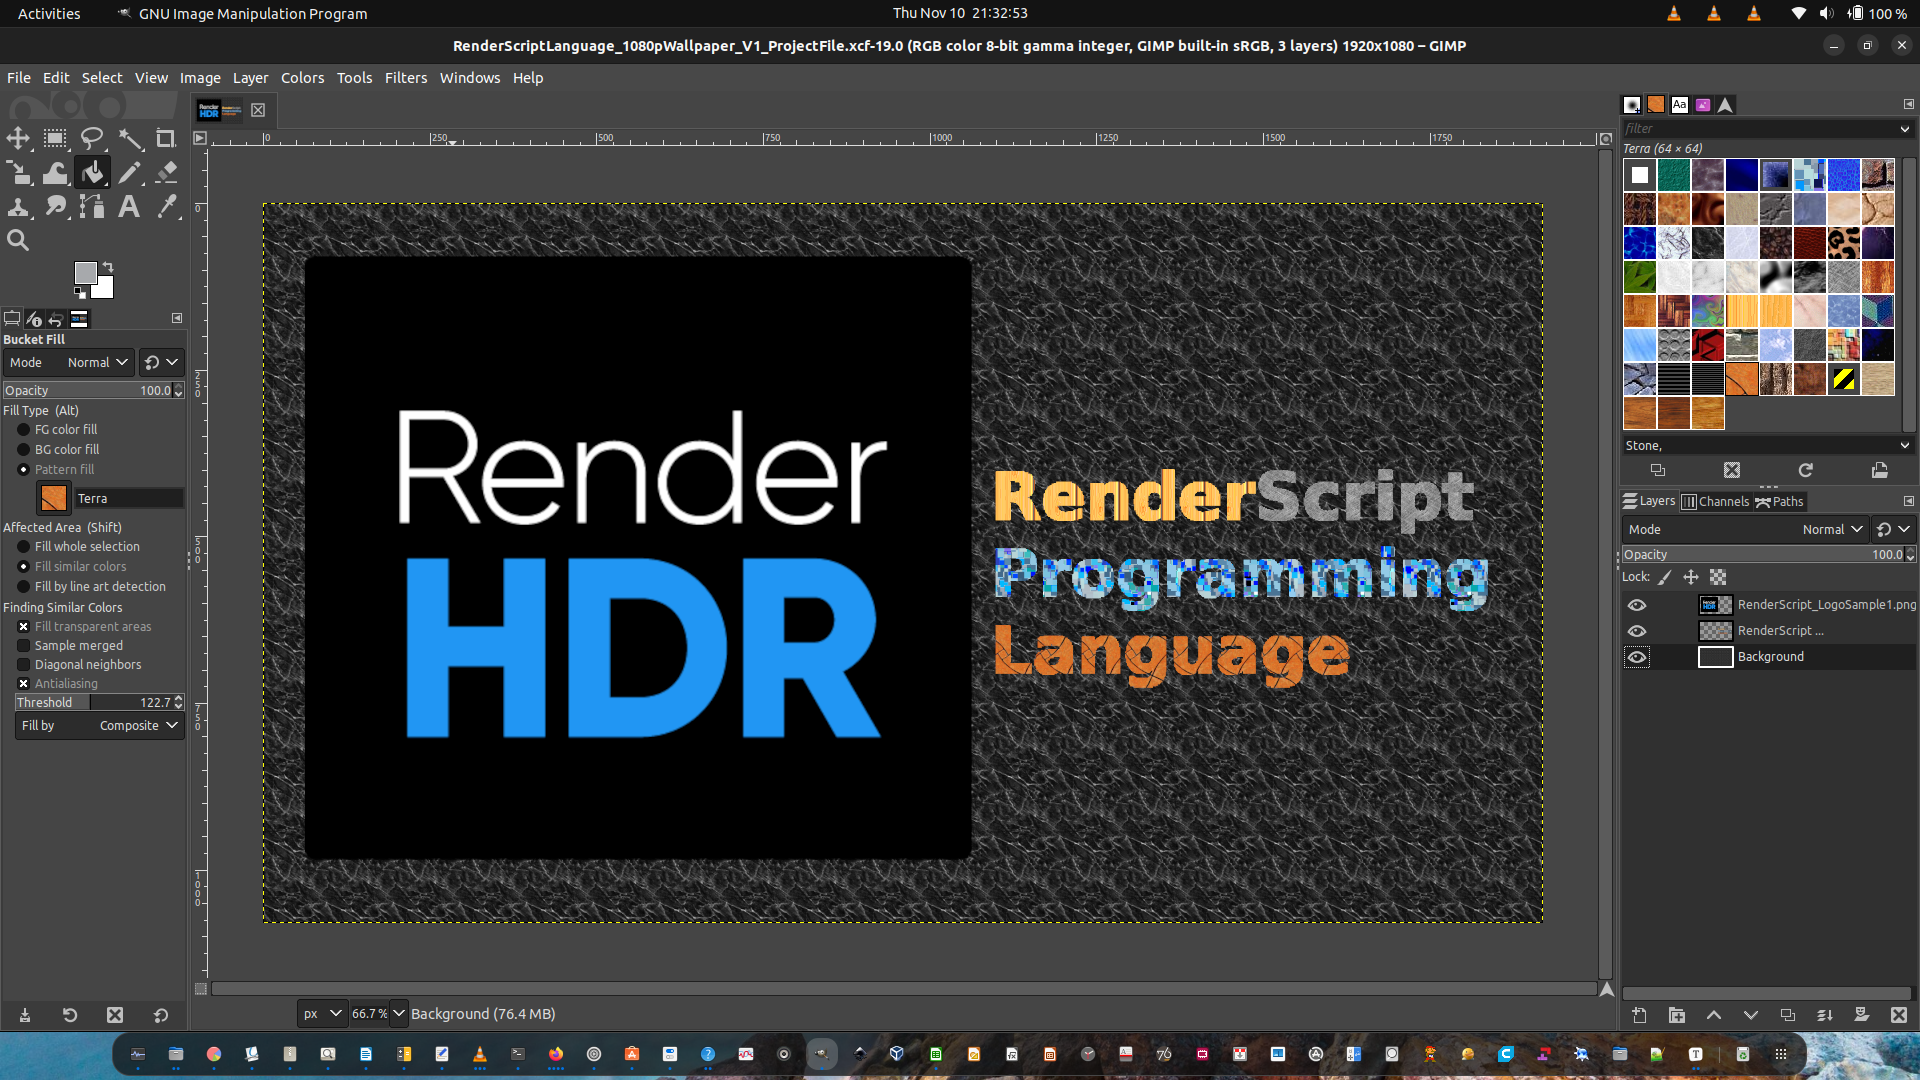 Activities
GNU Image Manipulation Program
Thu Nov 10 21:32:53
100 %
RenderScriptLanguage_1080pWallpaper_V1_ProjectFile.xcf-19.0 (RGB color 8-bit gamma integer, GIMP built-in sRGB, 3 layers) 1920x1080 – GIMP
File Edit Select View Image Layer Colors Tools Filters Windows Help
0 250 500 750 1000 1250 1500 1750
0
250
500
750
1000
Bucket Fill
Mode Normal
Opacity 100.0
Fill Type (Alt)
FG color fill
BG color fill
Pattern fill
Terra
Affected Area (Shift)
Fill whole selection
Fill similar colors
Fill by line art detection
Finding Similar Colors
Fill transparent areas
Sample merged
Diagonal neighbors
Antialiasing
Threshold 122.7
Fill by Composite
Render
HDR
RenderScript
Programming
Language
px 66.7 % Background (76.4 MB)
Aa
filter
Terra (64 × 64)
Stone,
Layers Channels Paths
Mode Normal
Opacity 100.0
Lock:
RenderScript_LogoSample1.png
RenderScript ...
Background